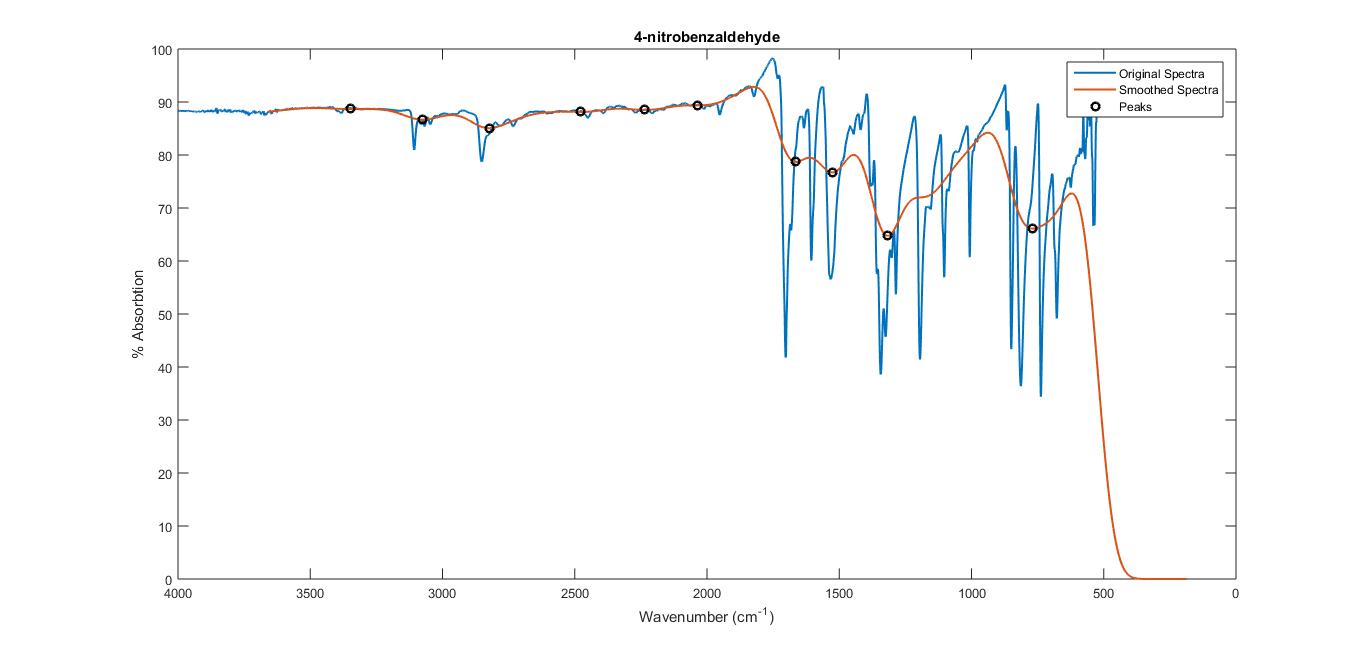 4-nitrobenzaldehyde
Original Spectra
Smoothed Spectra
Peaks
% Absorbtion
100
90
80
70
60
50
40
30
20
10
0
4000 3500 3000 2500 2000 1500 1000 500 0
Wavenumber (cm-1)